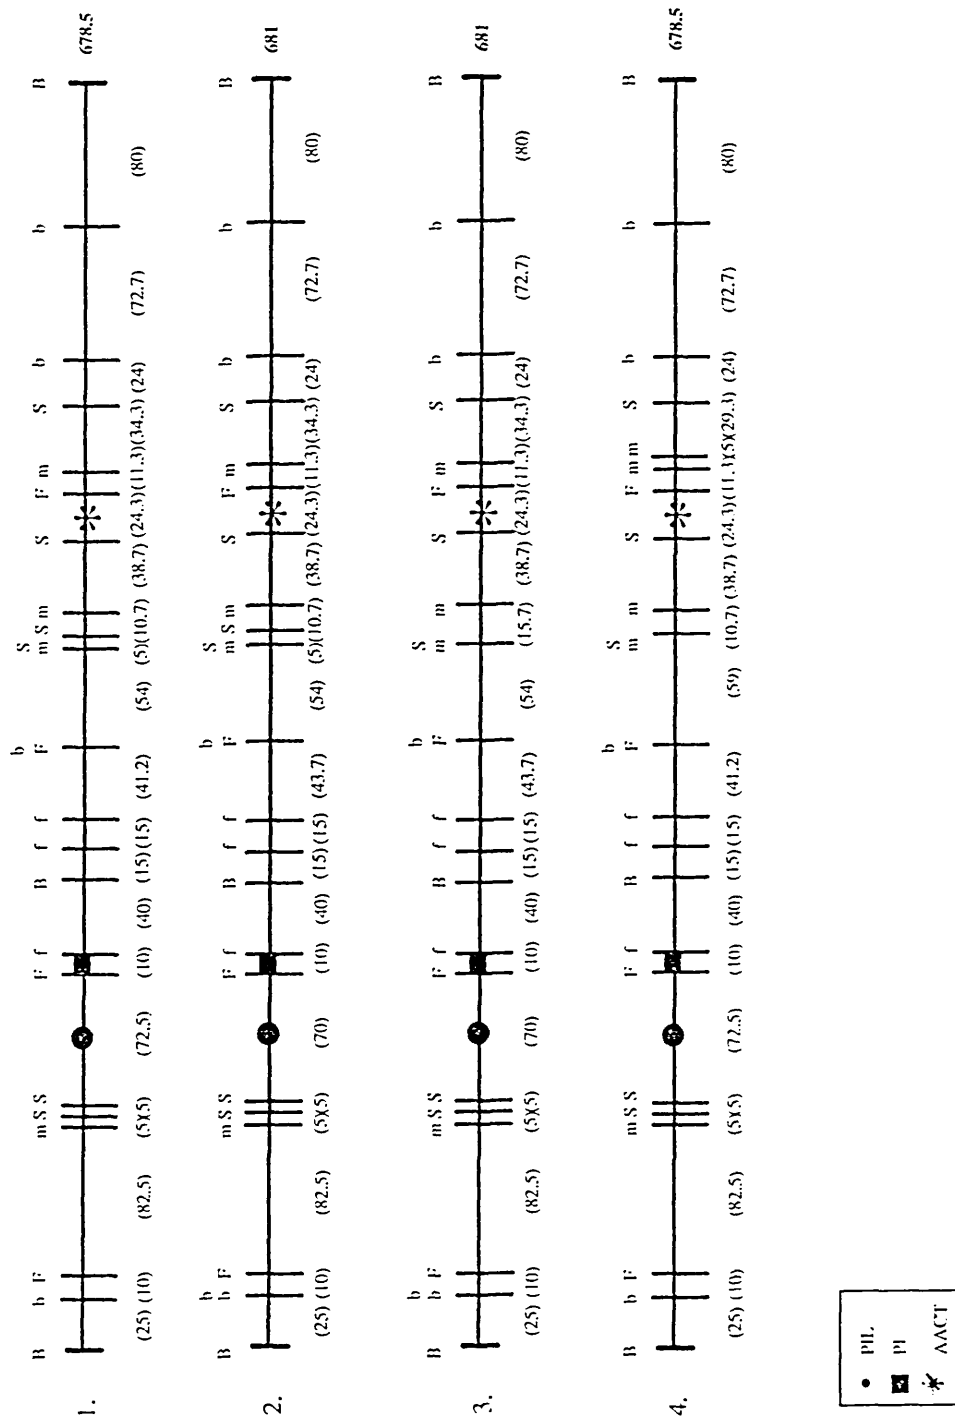 1.
B b F m S S F f B f f b F S m S m S F m S b b B 678.5
(25) (10) (82.5) (5)(5) (72.5) (10) (40) (15) (15) (41.2) (54) (5)(10.7) (38.7) (24.3)(11.3)(34.3) (24) (72.7) (80)
2.
B b b F m S S F f B f f b F S m S m S F m S b b B 681
(25) (10) (82.5) (5)(5) (70) (10) (40) (15) (15) (43.7) (54) (5)(10.7) (38.7) (24.3)(11.3)(34.3) (24) (72.7) (80)
3.
B b b F m S S F f B f f b F S m m S F m S b b B 681
(25) (10) (82.5) (5)(5) (70) (10) (40) (15) (15) (43.7) (54) (15.7) (38.7) (24.3)(11.3)(34.3) (24) (72.7) (80)
4.
B b F m S S F f B f f b F S m m S F m m S b b B 678.5
(25) (10) (82.5) (5)(5) (72.5) (10) (40) (15) (15) (41.2) (59) (10.7) (38.7) (24.3)(11.3)(5)(29.3) (24) (72.7) (80)
PIL
PI
AACT